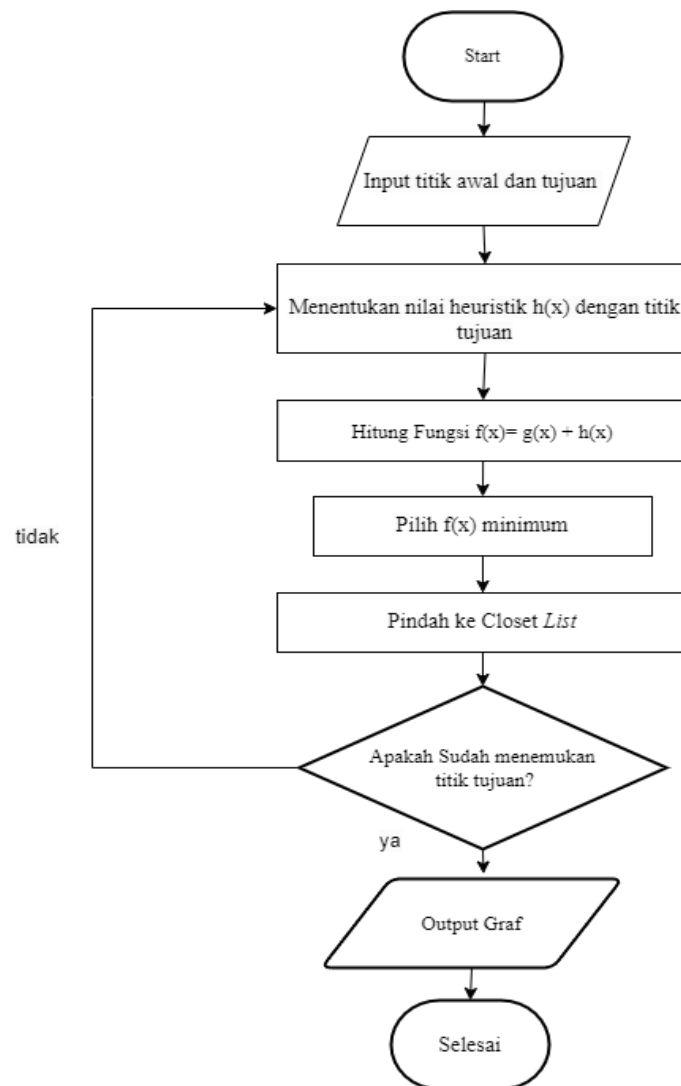 Start
Input titik awal dan tujuan
Menentukan nilai heuristik h(x) dengan titik
tujuan
Hitung Fungsi f(x)= g(x) + h(x)
Pilih f(x) minimum
tidak
Pindah ke Closet List
Apakah Sudah menemukan
titik tujuan?
ya
Output Graf
Selesai